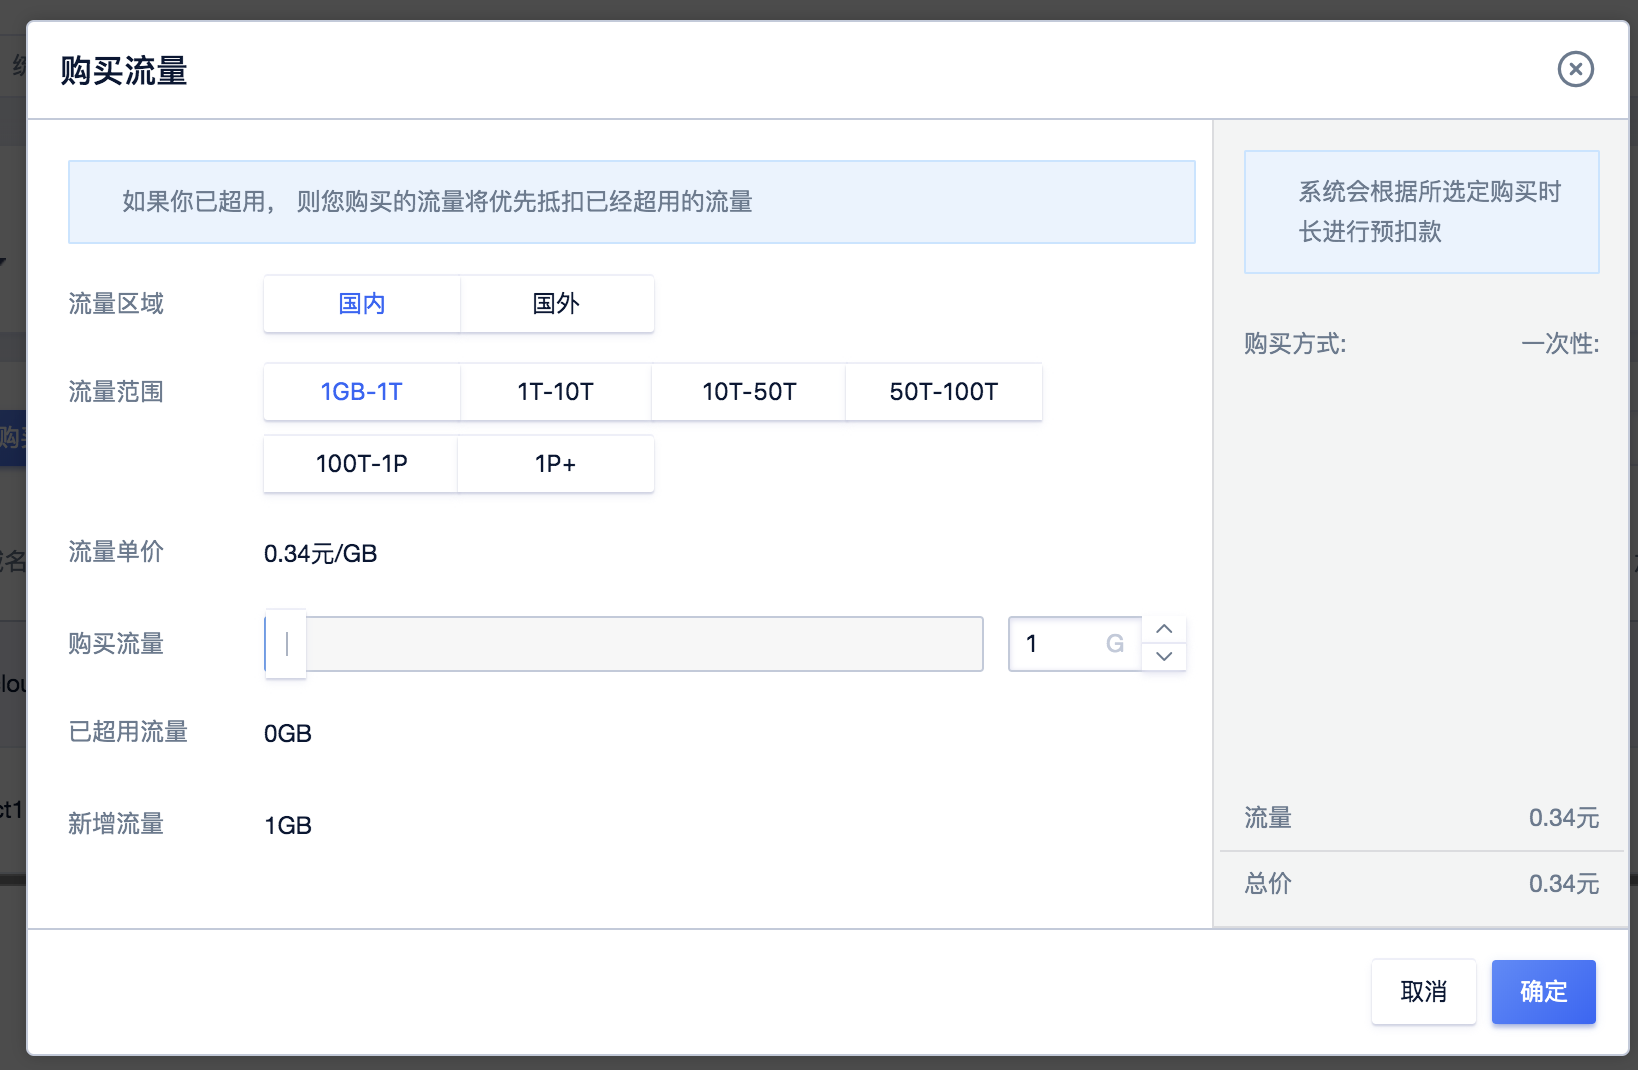 购买流量
如果你已超用， 则您购买的流量将优先抵扣已经超用的流量
流量区域
国内
国外
流量范围
1GB-1T
1T-10T
10T-50T
50T-100T
100T-1P
1P+
流量单价
0.34元/GB
购买流量
1
G
已超用流量
0GB
新增流量
1GB
系统会根据所选定购买时
长进行预扣款
购买方式:
一次性:
流量
0.34元
总价
0.34元
取消
确定